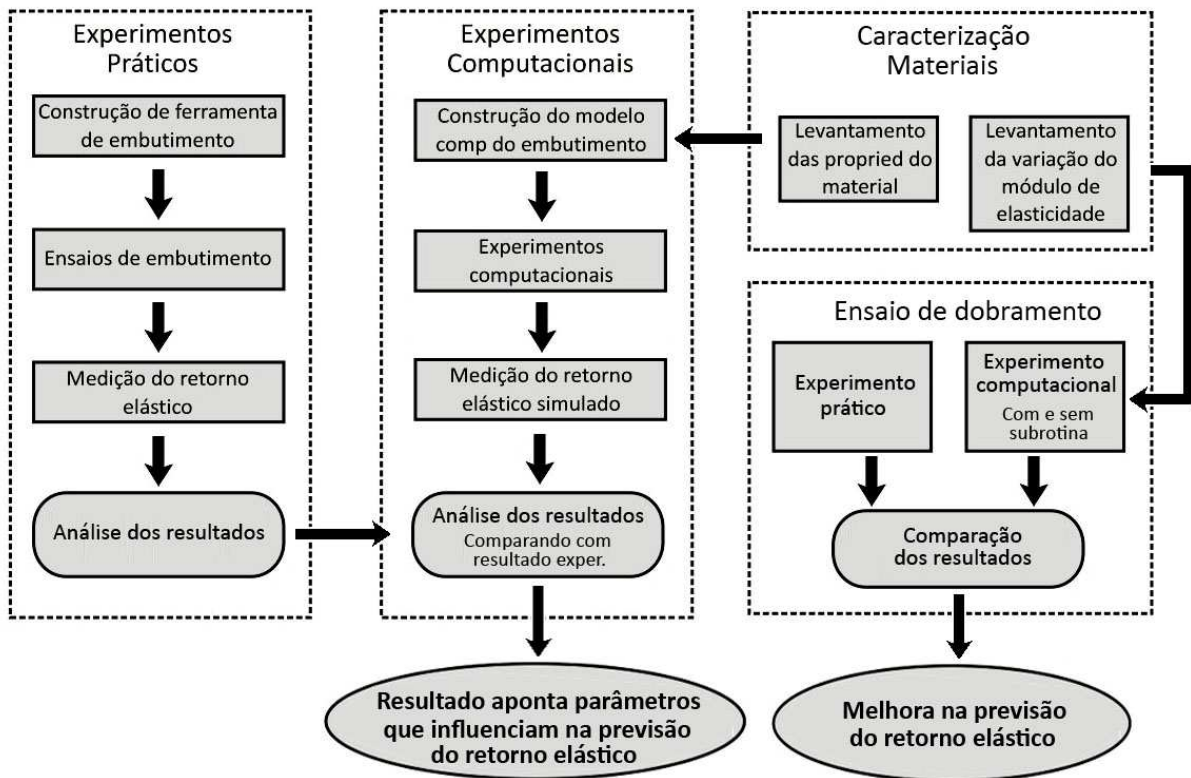 Experimentos
Práticos
Construção de ferramenta
de embutimento
Ensaios de embutimento
Medição do retorno
elástico
Análise dos resultados
Experimentos
Computacionais
Construção do modelo
comp do embutimento
Experimentos
computacionais
Medição do retorno
elástico simulado
Análise dos resultados
Comparando com
resultado exper.
Resultado aponta parâmetros
que influenciam na previsão
do retorno elástico
Caracterização
Materiais
Levantamento
das propried do
material
Levantamento
da variação do
módulo de
elasticidade
Ensaio de dobramento
Experimento
prático
Experimento
computacional
Com e sem
subrotina
Comparação
dos resultados
Melhora na previsão
do retorno elástico